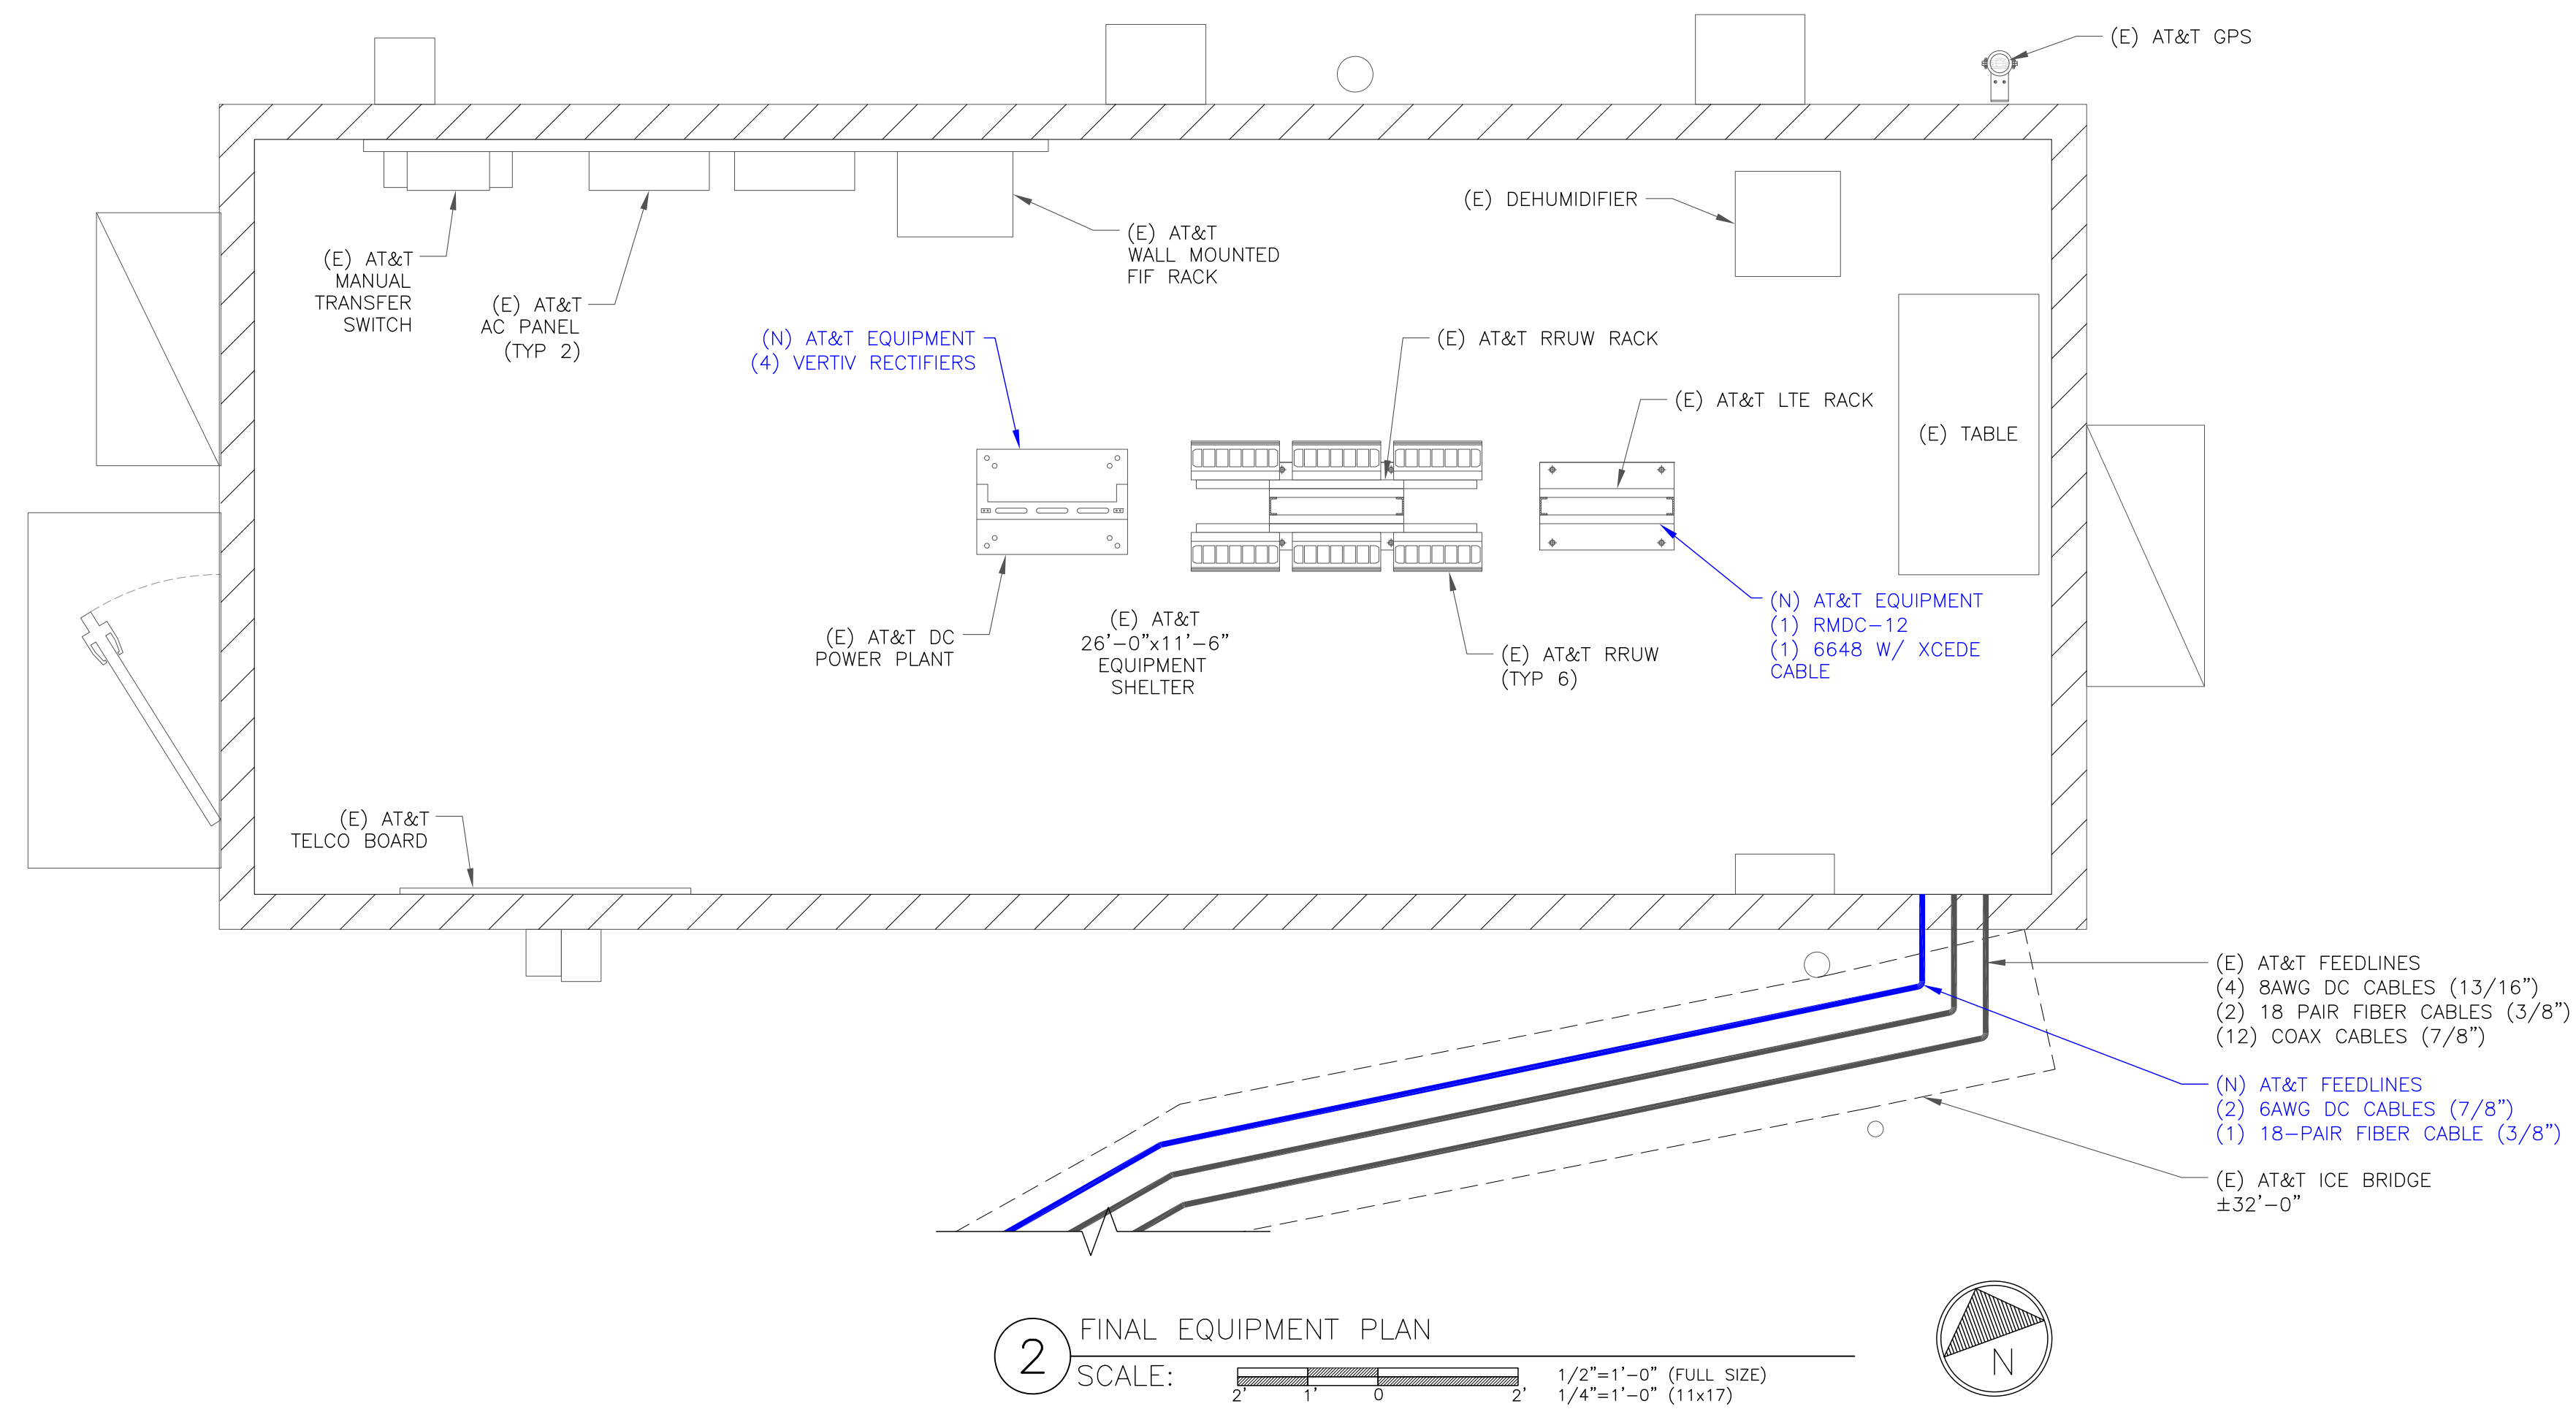 (E) AT&T GPS
(E) AT&T
MANUAL
TRANSFER
SWITCH
(E) AT&T
AC PANEL
(TYP 2)
(E) AT&T
WALL MOUNTED
FIF RACK
(E) DEHUMIDIFIER
(N) AT&T EQUIPMENT
(4) VERTIV RECTIFIERS
(E) AT&T RRUW RACK
(E) AT&T LTE RACK
(E) TABLE
(E) AT&T DC
POWER PLANT
(E) AT&T
26'-0"x11'-6"
EQUIPMENT
SHELTER
(E) AT&T RRUW
(TYP 6)
(N) AT&T EQUIPMENT
(1) RMDC-12
(1) 6648 W/ XCEDE
CABLE
(E) AT&T
TELCO BOARD
(E) AT&T FEEDLINES
(4) 8AWG DC CABLES (13/16")
(2) 18 PAIR FIBER CABLES (3/8")
(12) COAX CABLES (7/8")
(N) AT&T FEEDLINES
(2) 6AWG DC CABLES (7/8")
(1) 18-PAIR FIBER CABLE (3/8")
(E) AT&T ICE BRIDGE
±32'-0"
2
FINAL EQUIPMENT PLAN
SCALE:
2' 1' 0 2'
1/2"=1'-0" (FULL SIZE)
1/4"=1'-0" (11x17)
N